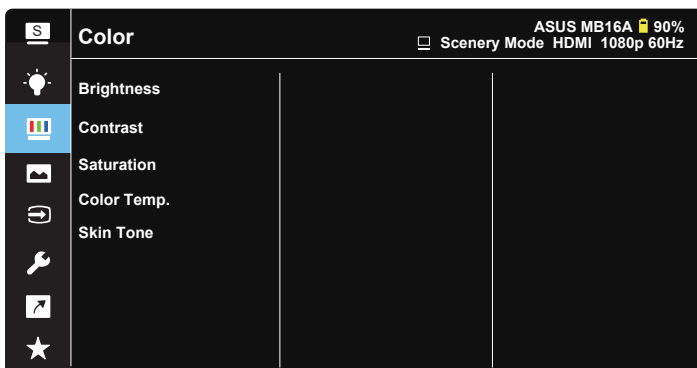 S
Color
ASUS MB16A 90%
Scenery Mode HDMI 1080p 60Hz
Brightness
Contrast
Saturation
Color Temp.
Skin Tone